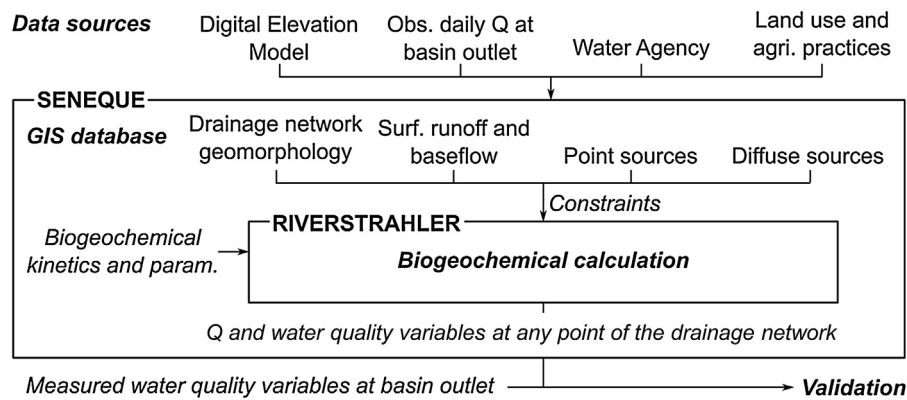 Data sources
Digital Elevation
Model
Obs. daily Q at
basin outlet
Water Agency
Land use and
agri. practices
SENEQUE
GIS database
Drainage network
geomorphology
Surf. runoff and
baseflow
Point sources
Diffuse sources
Constraints
RIVERSTRAHLER
Biogeochemical
kinetics and param.
Biogeochemical calculation
Q and water quality variables at any point of the drainage network
Measured water quality variables at basin outlet
Validation